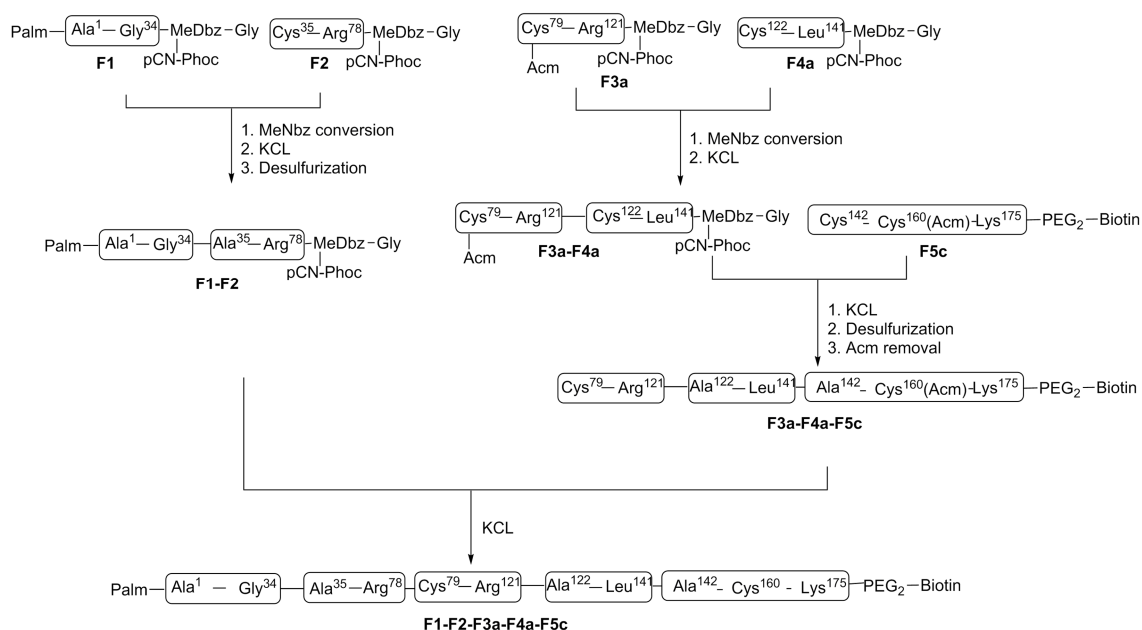 Palm—Ala¹—Gly³⁴—MeDbz–Gly
pCN-Phoc
F1
Cys³⁵—Arg⁷⁸—MeDbz–Gly
pCN-Phoc
F2
Cys⁷⁹—Arg¹²¹—MeDbz–Gly
pCN-Phoc
Acm
F3a
Cys¹²²—Leu¹⁴¹—MeDbz–Gly
pCN-Phoc
F4a
1. MeNbz conversion
2. KCL
3. Desulfurization
1. MeNbz conversion
2. KCL
Palm—Ala¹—Gly³⁴—Ala³⁵—Arg⁷⁸—MeDbz–Gly
pCN-Phoc
F1-F2
Cys⁷⁹—Arg¹²¹—Cys¹²²—Leu¹⁴¹—MeDbz–Gly
pCN-Phoc
Acm
F3a-F4a
Cys¹⁴²- Cys¹⁶⁰(Acm)-Lys¹⁷⁵—PEG₂—Biotin
F5c
1. KCL
2. Desulfurization
3. Acm removal
Cys⁷⁹—Arg¹²¹—Ala¹²²—Leu¹⁴¹—Ala¹⁴²- Cys¹⁶⁰(Acm)-Lys¹⁷⁵—PEG₂—Biotin
F3a-F4a-F5c
KCL
Palm—Ala¹ — Gly³⁴—Ala³⁵—Arg⁷⁸—Cys⁷⁹—Arg¹²¹—Ala¹²²—Leu¹⁴¹—Ala¹⁴²- Cys¹⁶⁰ - Lys¹⁷⁵—PEG₂—Biotin
F1-F2-F3a-F4a-F5c